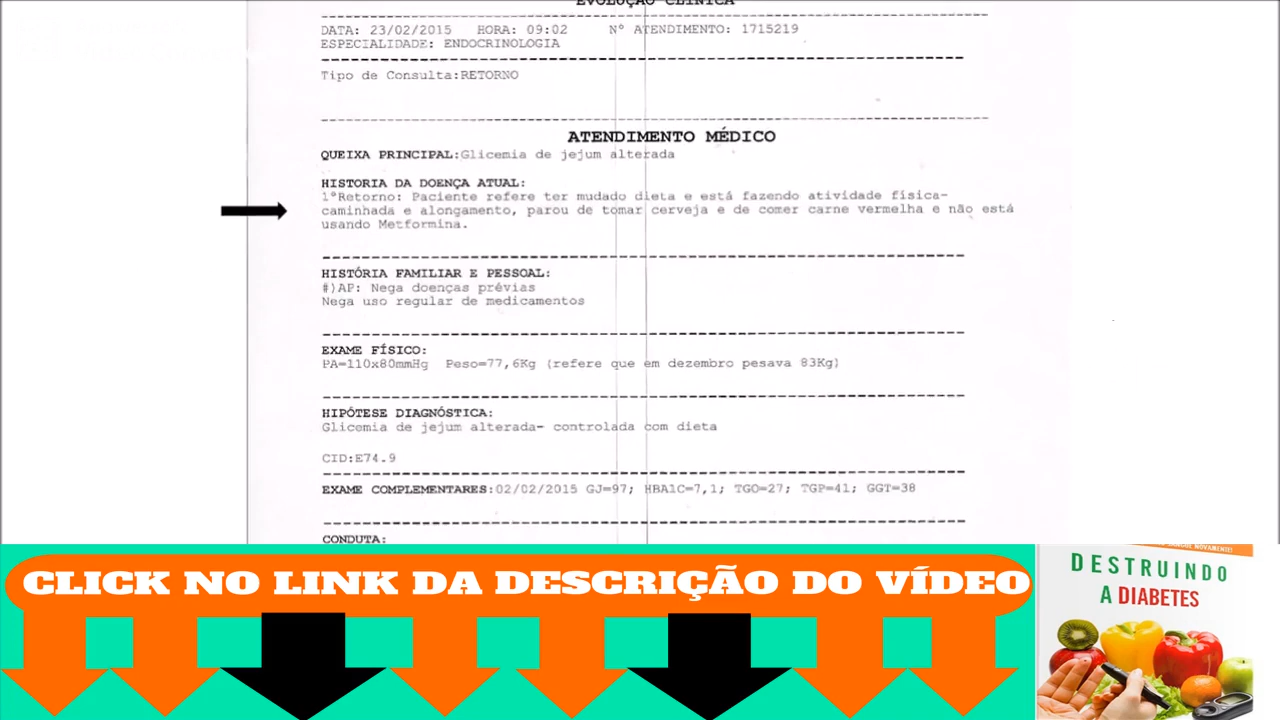 EVOLUÇÃO CLÍNICA
DATA: 23/02/2015 HORA: 09:02 Nº ATENDIMENTO: 1715219
ESPECIALIDADE: ENDOCRINOLOGIA
Tipo de Consulta:RETORNO
ATENDIMENTO MÉDICO
QUEIXA PRINCIPAL:Glicemia de jejum alterada
HISTORIA DA DOENÇA ATUAL:
1ºRetorno: Paciente refere ter mudado dieta e está fazendo atividade física-
caminhada e alongamento, parou de tomar cerveja e de comer carne vermelha e não está
usando Metformina.
HISTÓRIA FAMILIAR E PESSOAL:
#)AP: Nega doenças prévias
Nega uso regular de medicamentos
EXAME FÍSICO:
PA=110x80mmHg Peso=77,6Kg (refere que em dezembro pesava 83Kg)
HIPÓTESE DIAGNÓSTICA:
Glicemia de jejum alterada- controlada com dieta
CID:E74.9
EXAME COMPLEMENTARES:02/02/2015 GJ=97; HBA1C=7,1; TGO=27; TGP=41; GGT=38
CONDUTA:
CLICK NO LINK DA DESCRIÇÃO DO VÍDEO
NOVAMENTE!
DESTRUINDO
A DIABETES